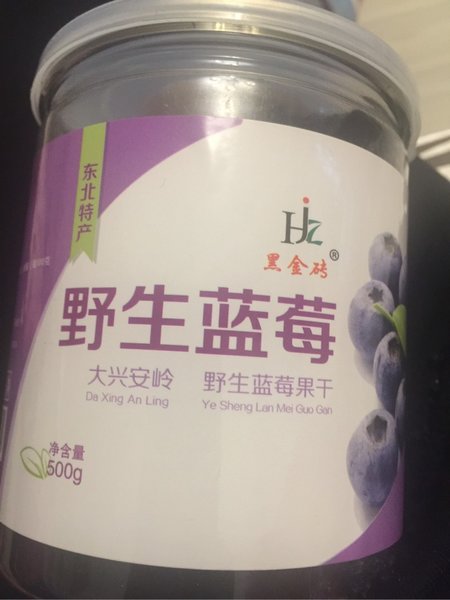 东北特产
HJZ
黑金砖®
野生蓝莓
大兴安岭 野生蓝莓果干
Da Xing An Ling Ye Sheng Lan Mei Guo Gan
净含量
500g